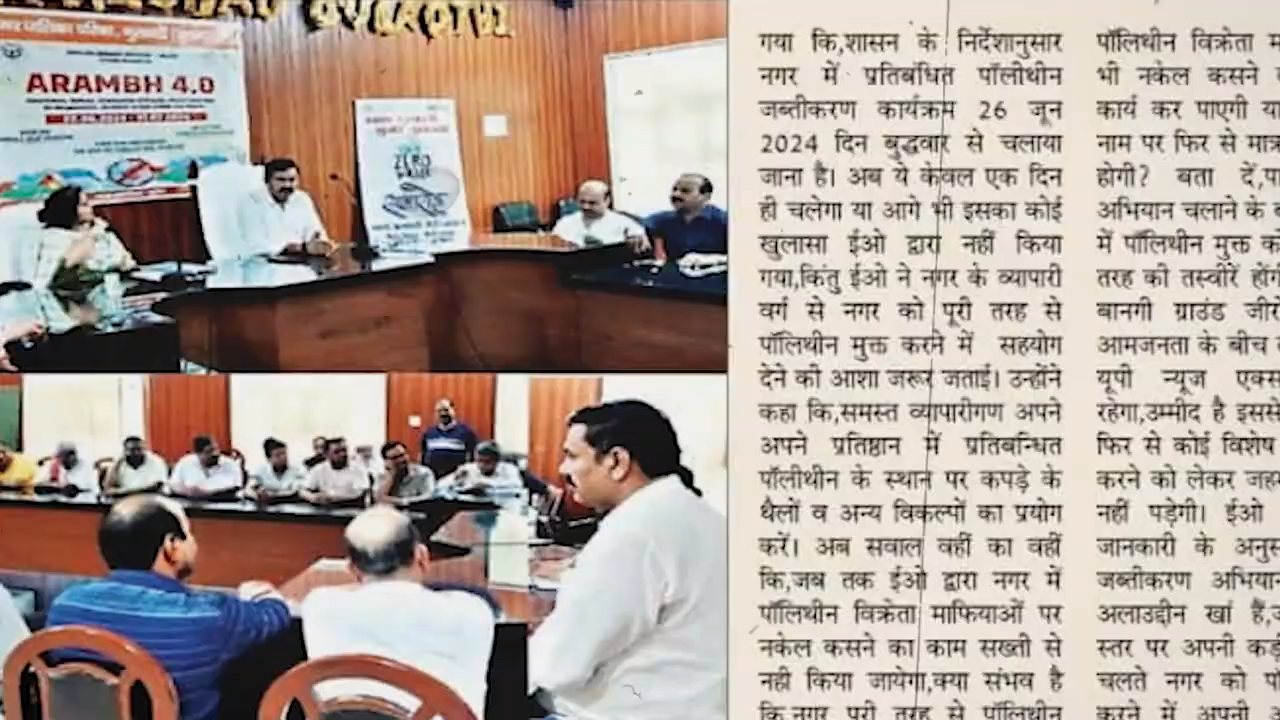 ARAMBH 4.0
ZERO
गया कि,शासन के निर्देशानुसार
नगर में प्रतिबंधित पॉलीथीन
जब्तीकरण कार्यक्रम 26 जून
2024 दिन बुद्धवार से चलाया
जाना है। अब ये केवल एक दिन
ही चलेगा या आगे भी इसका कोई
खुलासा ईओ द्वारा नहीं किया
गया,किंतु ईओ ने नगर के व्यापारी
वर्ग से नगर को पूरी तरह से
पॉलिथीन मुक्त करने में सहयोग
देने की आशा जरूर जताई। उन्होंने
कहा कि,समस्त व्यापारीगण अपने
अपने प्रतिष्ठान में प्रतिबन्धित
पॉलीथीन के स्थान पर कपड़े के
थैलों व अन्य विकल्पों का प्रयोग
करें। अब सवाल वहीं का वहीं
कि,जब तक ईओ द्वारा नगर में
पॉलिथीन विक्रेता माफियाओं पर
नकेल कसने का काम सख्ती से
नही किया जायेगा,क्या संभव है
कि नगर पूरी तरह से पॉलिथीन
पॉलिथीन विक्रेता
भी नकेल कसने
कार्य कर पाएगी
नाम पर फिर से
होगी? बता दें,
अभियान चलाने के
में पॉलिथीन मुक्त
तरह की तस्वीरें
बानगी ग्राउंड
आमजनता के बीच
यूपी न्यूज
रहेगा,उम्मीद है
फिर से कोई विशेष
करने को लेकर
नहीं पड़ेगी। ईओ
जानकारी के
जब्तीकरण
अलाउद्दीन खां हैं,
स्तर पर अपनी
चलते नगर को
करने में अपनी